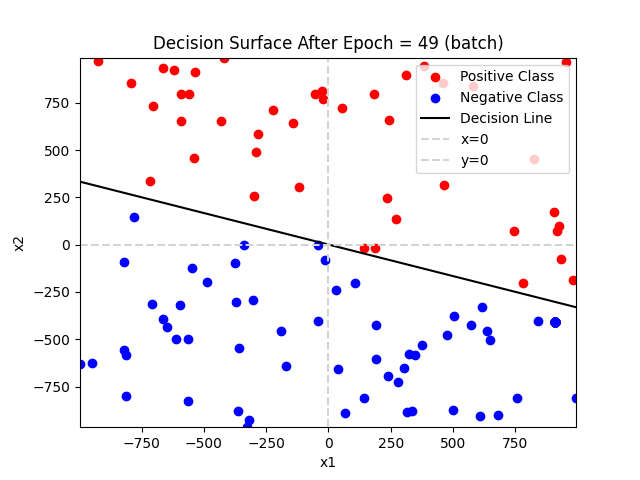 Decision Surface After Epoch = 49 (batch)
Positive Class
Negative Class
Decision Line
x=0
y=0
750
500
250
0
−250
−500
−750
x2
−750 −500 −250 0 250 500 750
x1